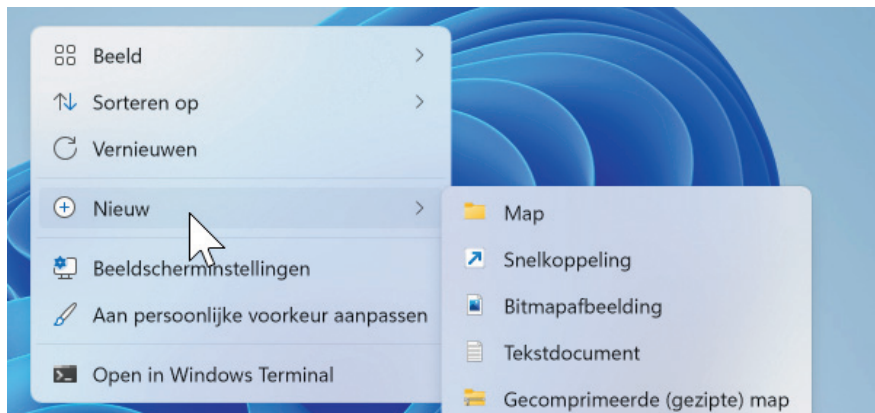 Beeld
Sorteren op
Vernieuwen
Nieuw
Beeldscherminstellingen
Aan persoonlijke voorkeur aanpassen
Open in Windows Terminal
Map
Snelkoppeling
Bitmapafbeelding
Tekstdocument
Gecomprimeerde (gezipte) map